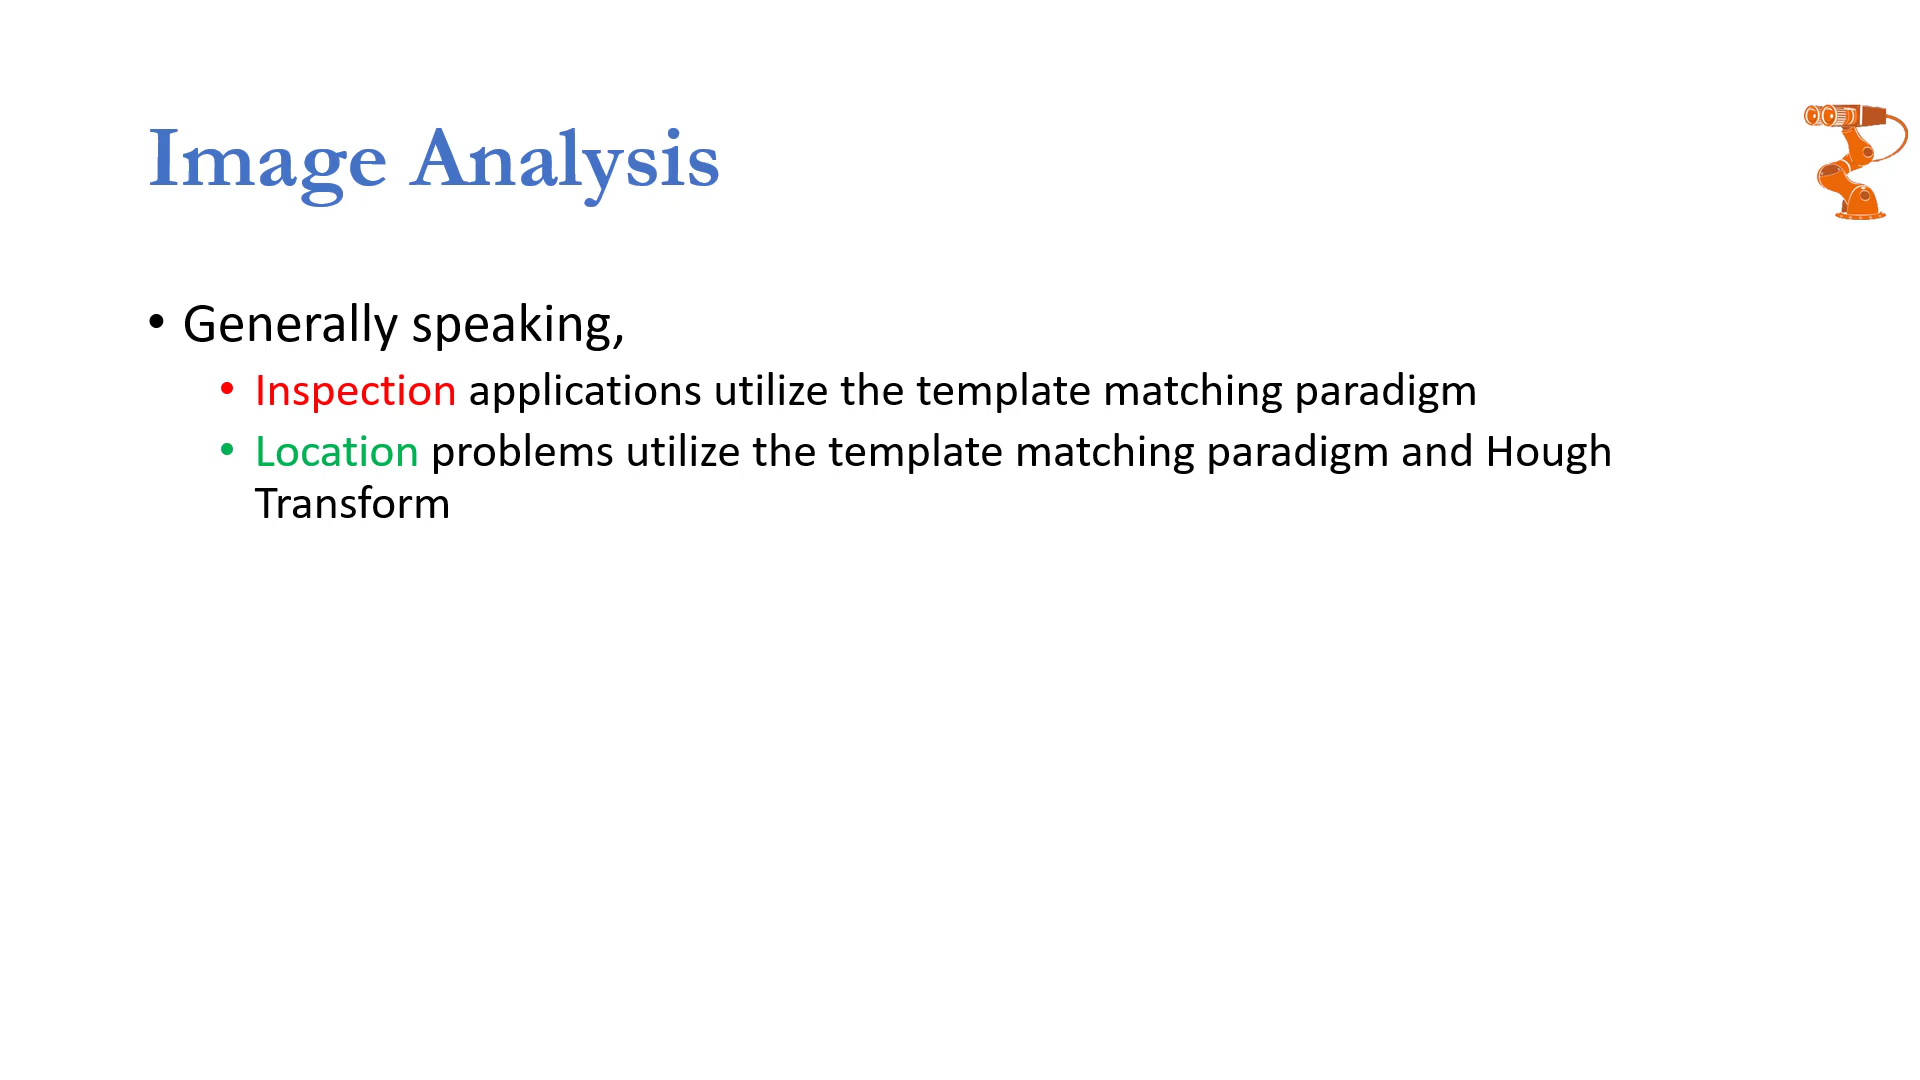 Image Analysis
• Generally speaking,
• Inspection applications utilize the template matching paradigm
• Location problems utilize the template matching paradigm and Hough
Transform